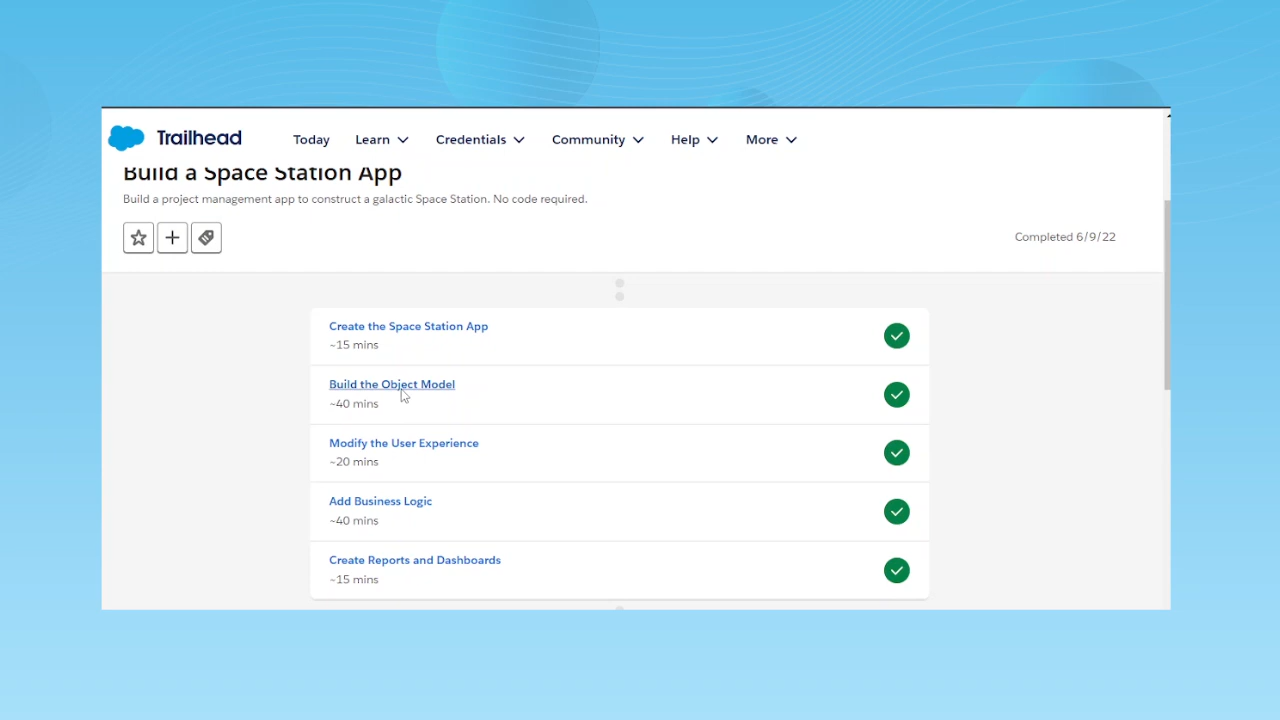 Trailhead
Today Learn Credentials Community Help More
Build a Space Station App
Build a project management app to construct a galactic Space Station. No code required.
Completed 6/9/22
Create the Space Station App
~15 mins
Build the Object Model
~40 mins
Modify the User Experience
~20 mins
Add Business Logic
~40 mins
Create Reports and Dashboards
~15 mins